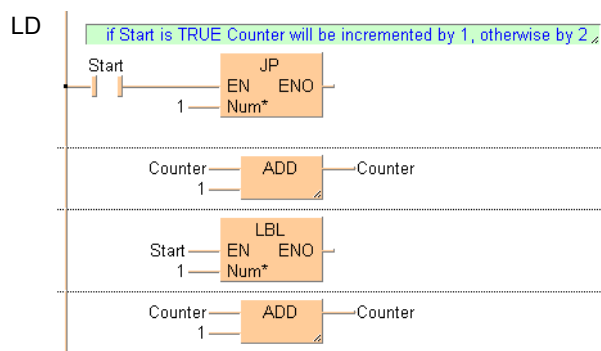 LD
if Start is TRUE Counter will be incremented by 1, otherwise by 2
Start
JP
EN ENO
1 Num*
Counter ADD Counter
1
LBL
Start EN ENO
1 Num*
Counter ADD Counter
1